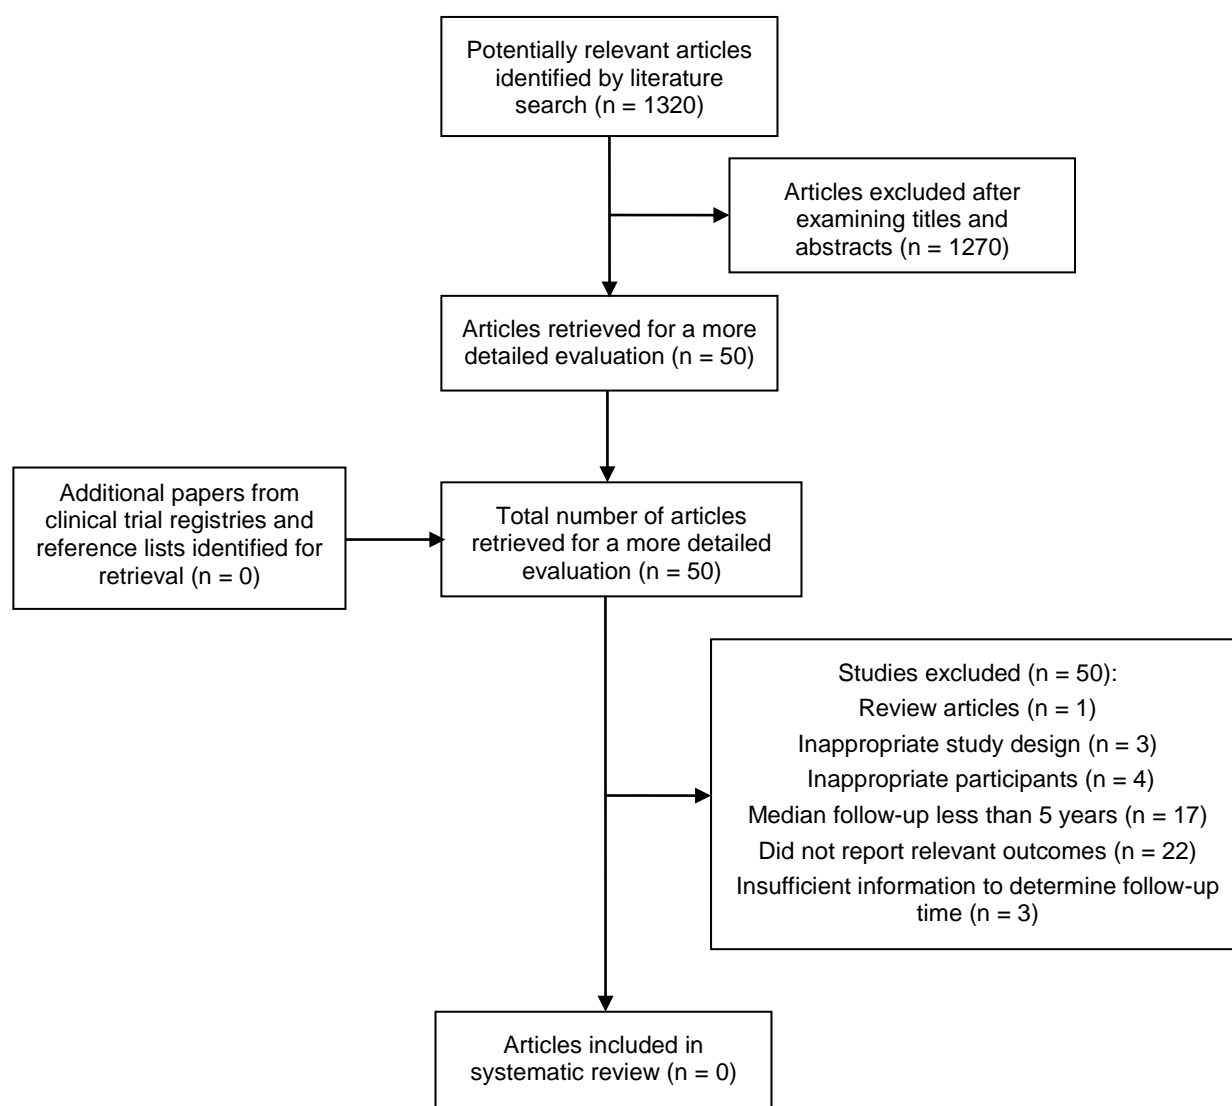 Potentially relevant articles
identified by literature
search (n = 1320)
Articles excluded after
examining titles and
abstracts (n = 1270)
Articles retrieved for a more
detailed evaluation (n = 50)
Additional papers from
clinical trial registries and
reference lists identified for
retrieval (n = 0)
Total number of articles
retrieved for a more detailed
evaluation (n = 50)
Studies excluded (n = 50):
Review articles (n = 1)
Inappropriate study design (n = 3)
Inappropriate participants (n = 4)
Median follow-up less than 5 years (n = 17)
Did not report relevant outcomes (n = 22)
Insufficient information to determine follow-up
time (n = 3)
Articles included in
systematic review (n = 0)